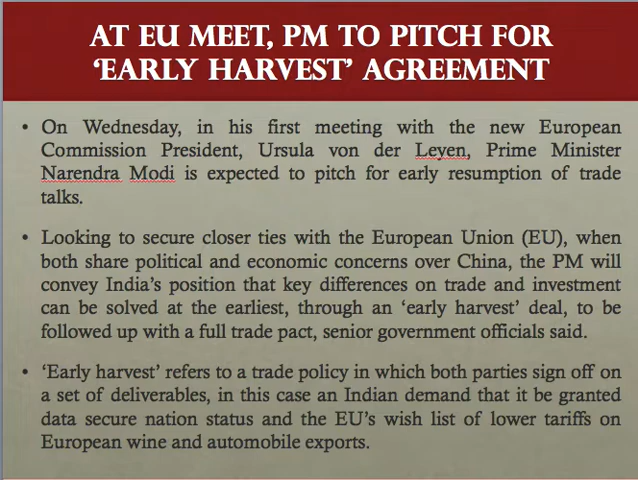 AT EU MEET, PM TO PITCH FOR
‘EARLY HARVEST’ AGREEMENT
• On Wednesday, in his first meeting with the new European
Commission President, Ursula von der Leyen, Prime Minister
Narendra Modi is expected to pitch for early resumption of trade
talks.
• Looking to secure closer ties with the European Union (EU), when
both share political and economic concerns over China, the PM will
convey India’s position that key differences on trade and investment
can be solved at the earliest, through an ‘early harvest’ deal, to be
followed up with a full trade pact, senior government officials said.
• ‘Early harvest’ refers to a trade policy in which both parties sign off on
a set of deliverables, in this case an Indian demand that it be granted
data secure nation status and the EU’s wish list of lower tariffs on
European wine and automobile exports.